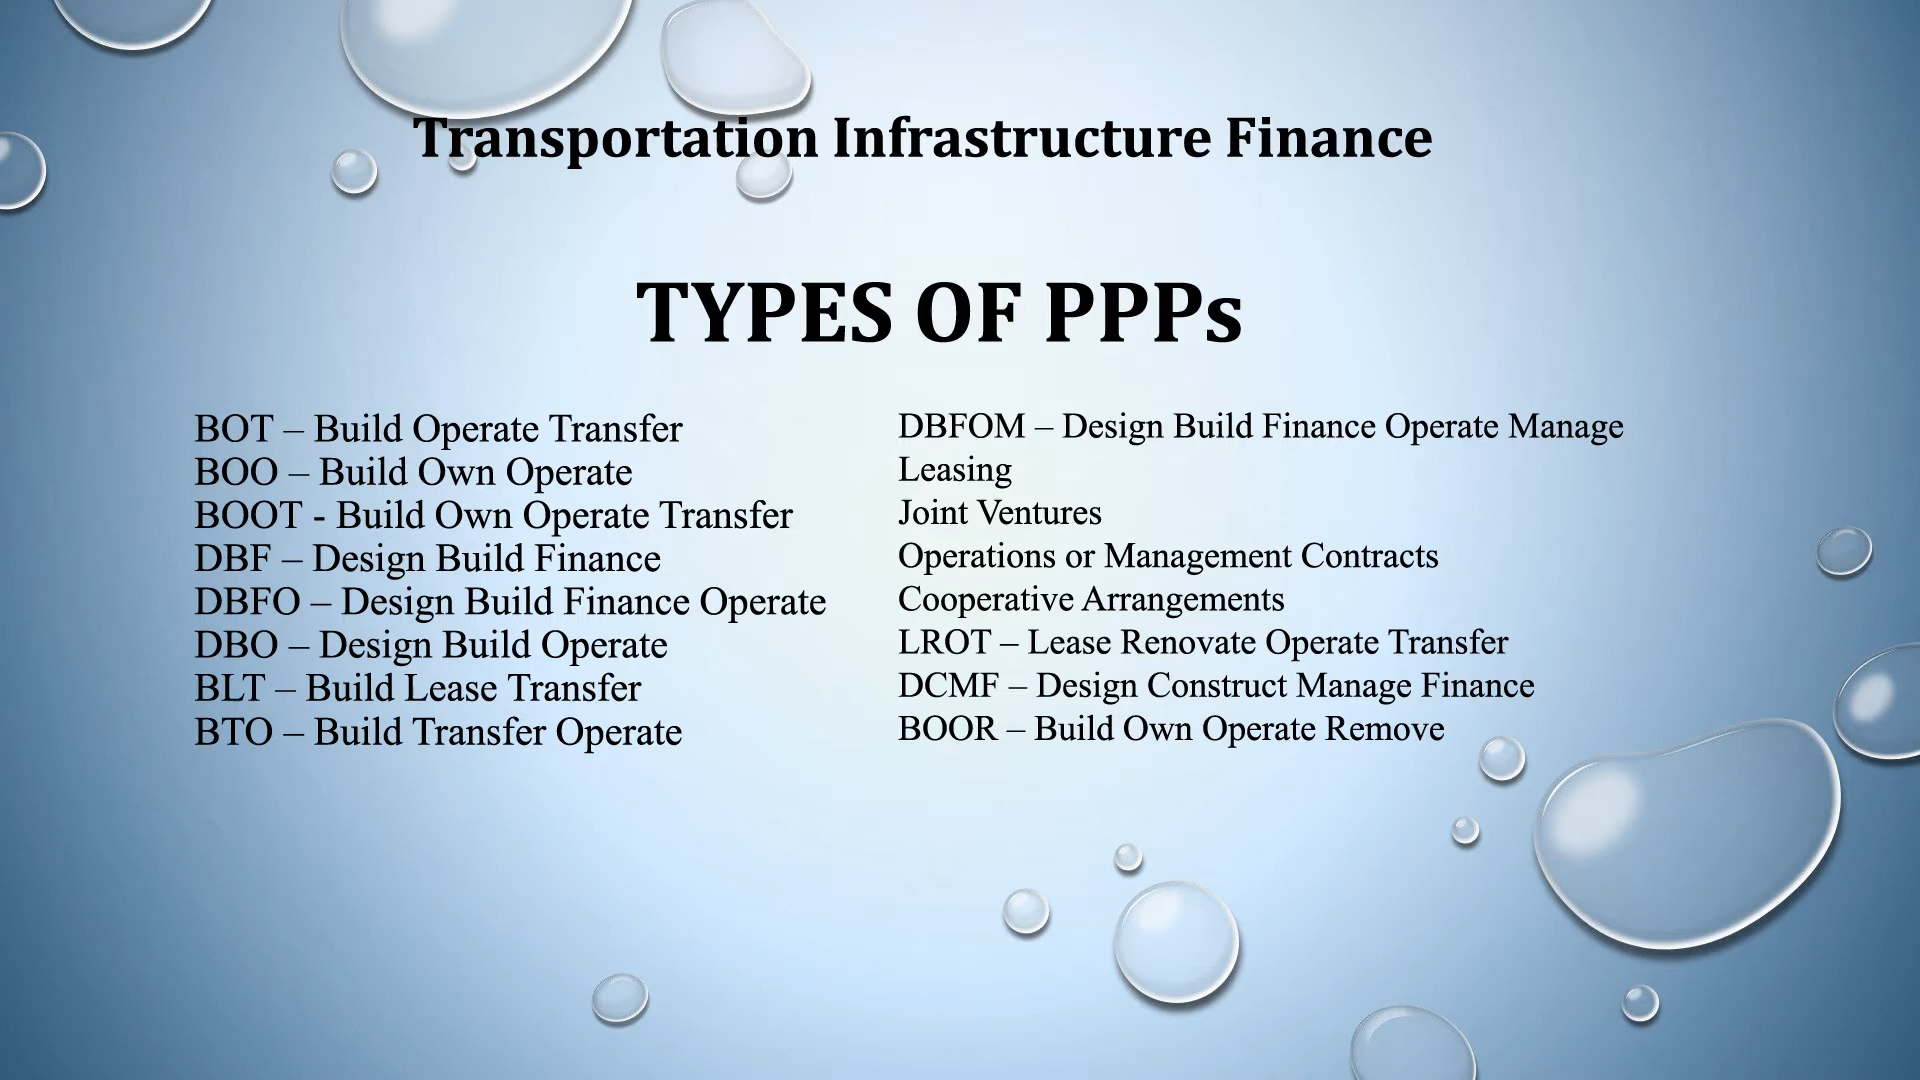 Transportation Infrastructure Finance
TYPES OF PPPs
BOT – Build Operate Transfer
BOO – Build Own Operate
BOOT - Build Own Operate Transfer
DBF – Design Build Finance
DBFO – Design Build Finance Operate
DBO – Design Build Operate
BLT – Build Lease Transfer
BTO – Build Transfer Operate
DBFOM – Design Build Finance Operate Manage
Leasing
Joint Ventures
Operations or Management Contracts
Cooperative Arrangements
LROT – Lease Renovate Operate Transfer
DCMF – Design Construct Manage Finance
BOOR – Build Own Operate Remove